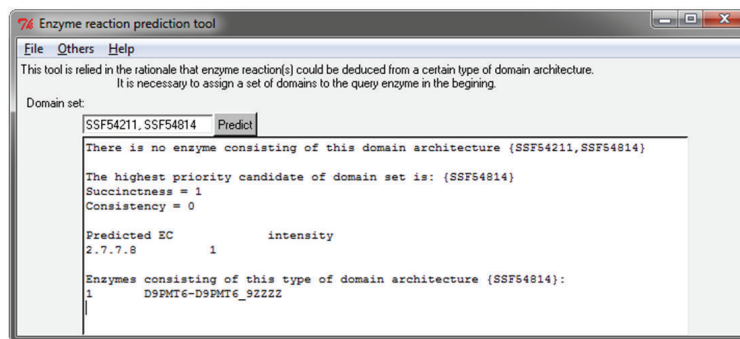 Enzyme reaction prediction tool
File Others Help
This tool is relied in the rationale that enzyme reaction(s) could be deduced from a certain type of domain architecture.
It is necessary to assign a set of domains to the query enzyme in the begining.
Domain set:
SSF54211, SSF54814 Predict
There is no enzyme consisting of this domain architecture {SSF54211,SSF54814}
The highest priority candidate of domain set is: {SSF54814}
Succinctness = 1
Consistency = 0
Predicted EC intensity
2.7.7.8 1
Enzymes consisting of this type of domain architecture {SSF54814}:
1 D9PMT6-D9PMT6_9ZZZZ